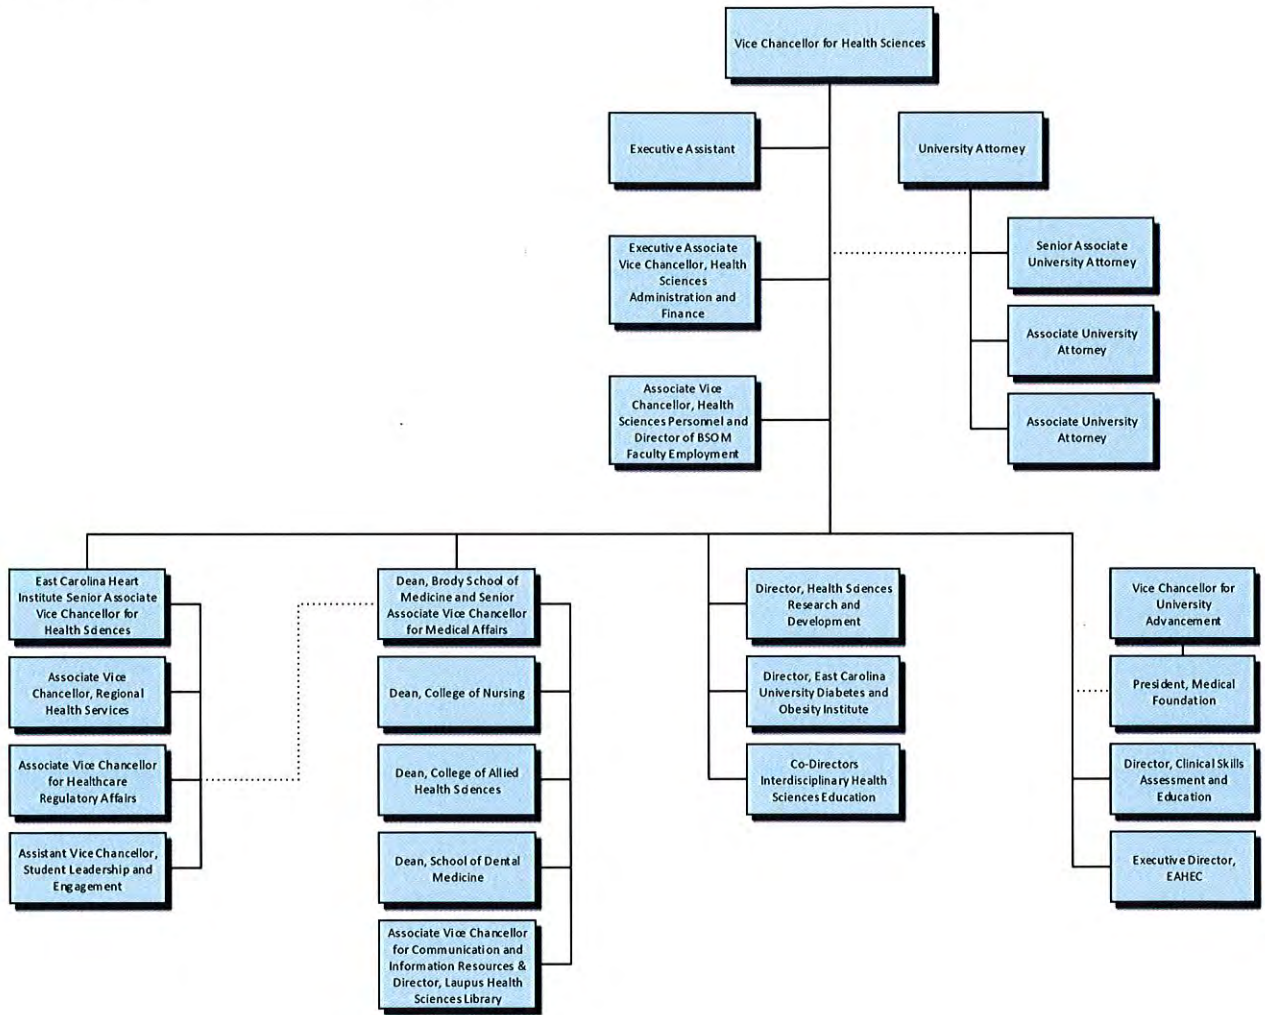 Vice Chancellor for Health Sciences
Executive Assistant
University Attorney
Executive Associate
Vice Chancellor, Health
Sciences
Administration and
Finance
Senior Associate
University Attorney
Associate University
Attorney
Associate Vice
Chancellor, Health
Sciences Personnel and
Director of BSOM
Faculty Employment
Associate University
Attorney
East Carolina Heart
Institute Senior Associate
Vice Chancellor for
Health Sciences
Associate Vice
Chancellor, Regional
Health Services
Associate Vice Chancellor
for Healthcare
Regulatory Affairs
Assistant Vice Chancellor,
Student Leadership and
Engagement
Dean, Brody School of
Medicine and Senior
Associate Vice Chancellor
for Medical Affairs
Dean, College of Nursing
Dean, College of Allied
Health Sciences
Dean, School of Dental
Medicine
Associate Vice Chancellor
for Communication and
Information Resources &
Director, Laupus Health
Sciences Library
Director, Health Sciences
Research and
Development
Director, East Carolina
University Diabetes and
Obesity Institute
Co-Directors
Interdisciplinary Health
Sciences Education
Vice Chancellor for
University
Advancement
President, Medical
Foundation
Director, Clinical Skills
Assessment and
Education
Executive Director,
EAHEC